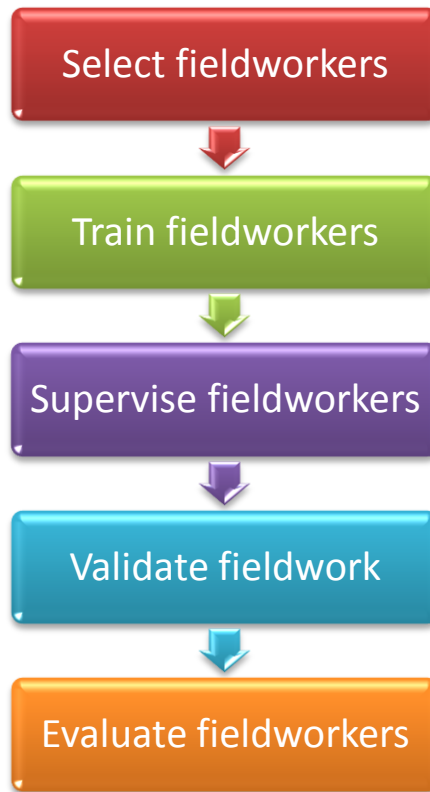 Select fieldworkers
Train fieldworkers
Supervise fieldworkers
Validate fieldwork
Evaluate fieldworkers